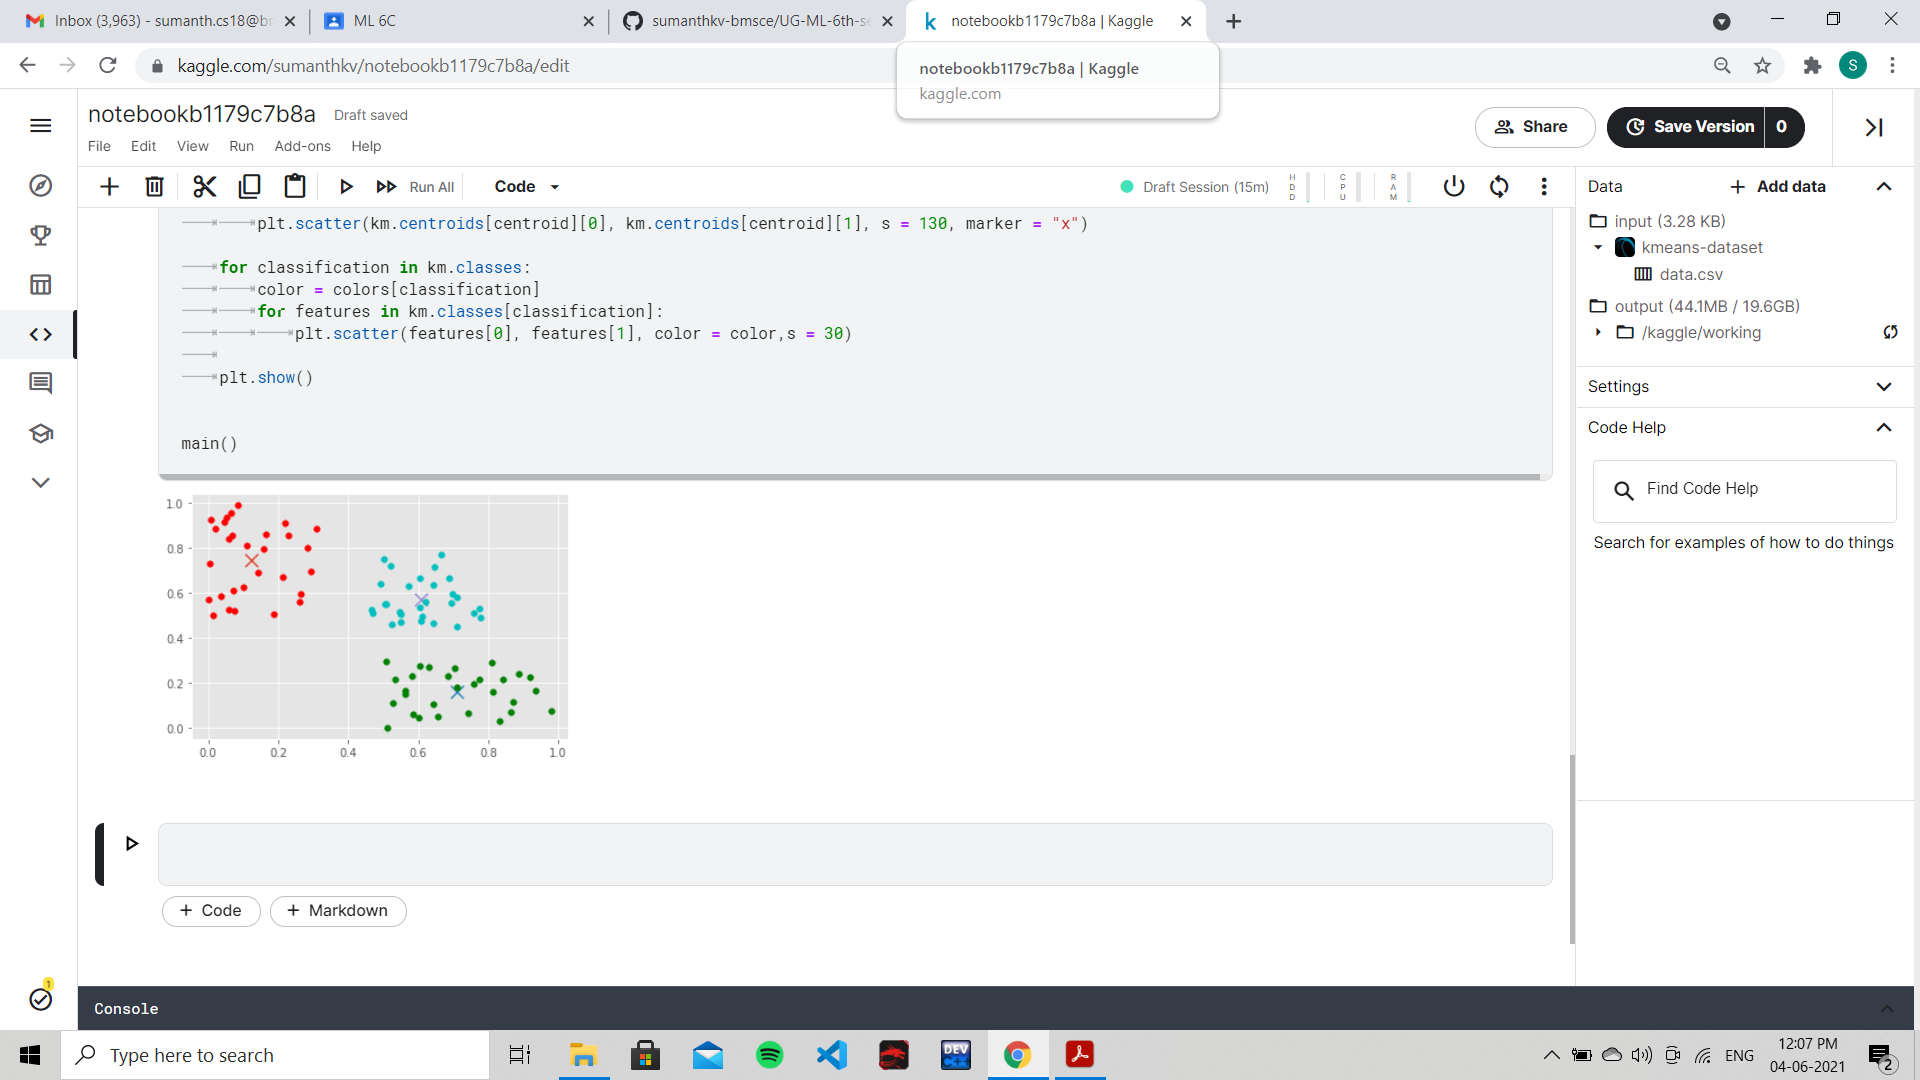 Inbox (3,963) - sumanth.cs18@bm
ML 6C
sumanthkv-bmsce/UG-ML-6th-se
notebookb1179c7b8a | Kaggle
kaggle.com/sumanthkv/notebookb1179c7b8a/edit
S
notebookb1179c7b8a | Kaggle
kaggle.com
notebookb1179c7b8a
Draft saved
File Edit View Run Add-ons Help
Share
Save Version 0
Run All
Code
Draft Session (15m)
HDD
CPU
RAM
plt.scatter(km.centroids[centroid][0], km.centroids[centroid][1], s = 130, marker = "x")
for classification in km.classes:
color = colors[classification]
for features in km.classes[classification]:
plt.scatter(features[0], features[1], color = color,s = 30)
plt.show()
main()
1.0
0.8
0.6
0.4
0.2
0.0
0.0 0.2 0.4 0.6 0.8 1.0
+ Code
+ Markdown
Data
+ Add data
input (3.28 KB)
kmeans-dataset
data.csv
output (44.1MB / 19.6GB)
/kaggle/working
Settings
Code Help
Find Code Help
Search for examples of how to do things
1
Console
Type here to search
DEV C++
ENG
12:07 PM
04-06-2021
2